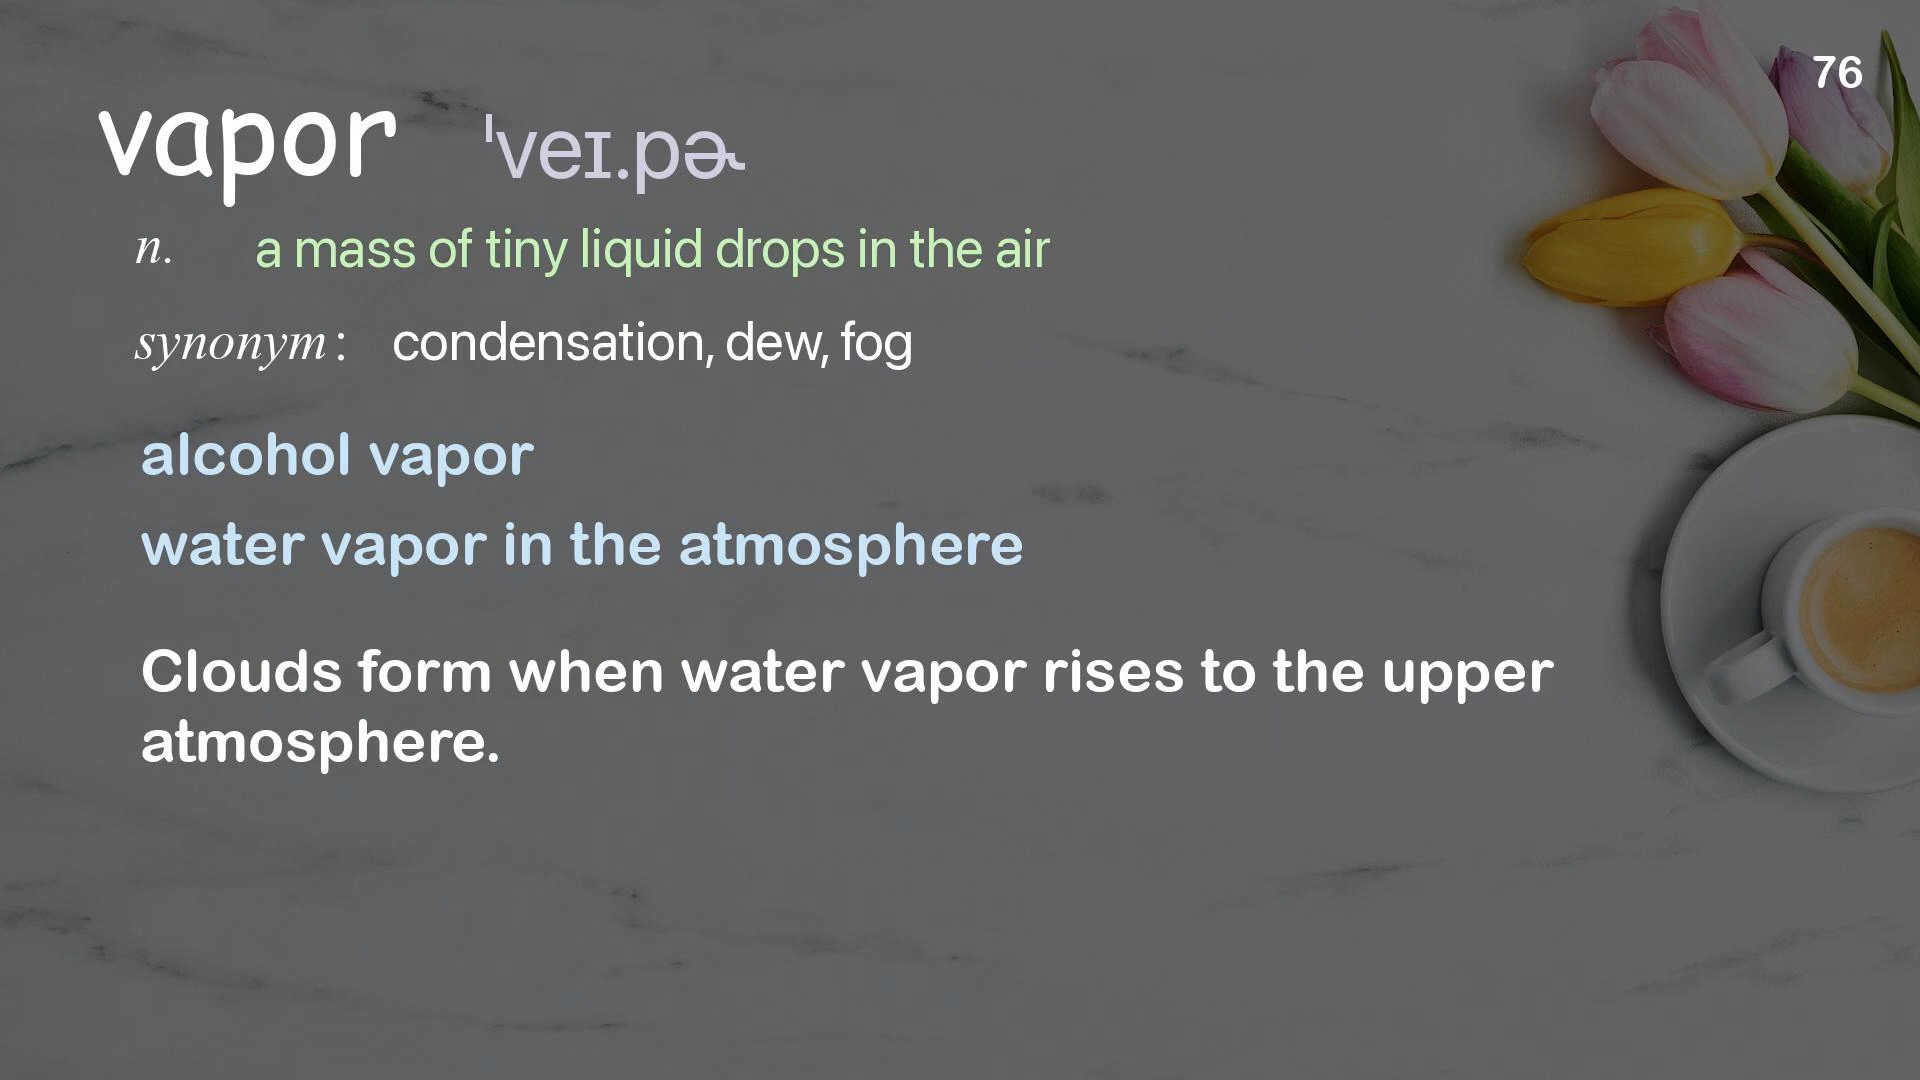 76
vapor ˈveɪ.pɚ
n. a mass of tiny liquid drops in the air
synonym: condensation, dew, fog
alcohol vapor
water vapor in the atmosphere
Clouds form when water vapor rises to the upper
atmosphere.